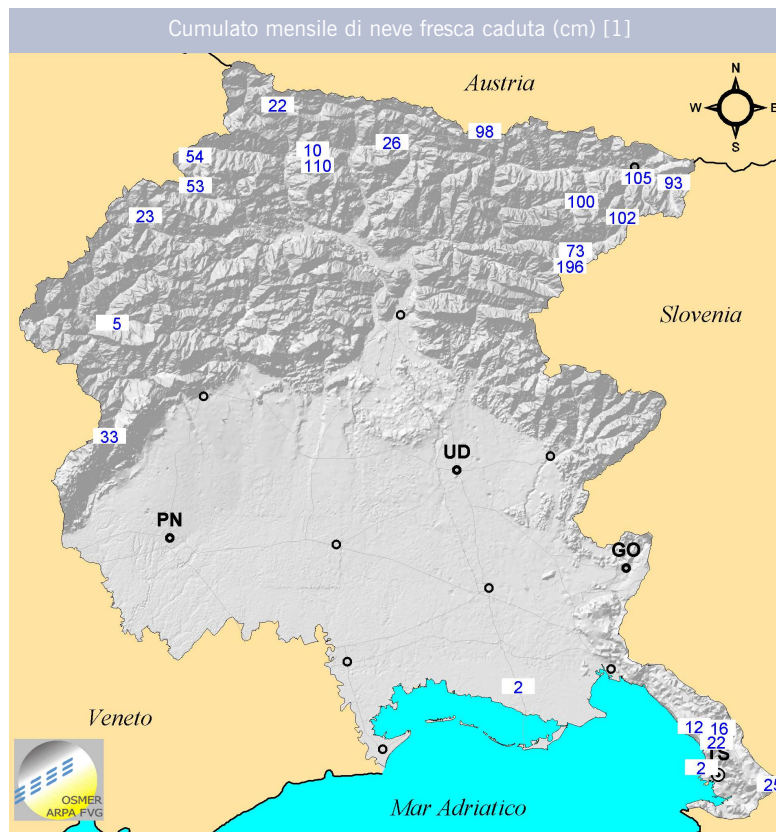 Cumulato mensile di neve fresca caduta (cm) [1]
Austria
N
W E
S
22
98
54
10
26
110
53
105
93
23
100
102
73
196
5
Slovenia
33
UD
PN
GO
2
Veneto
12
16
22
TS
2
25
OSMER
ARPA FVG
Mar Adriatico